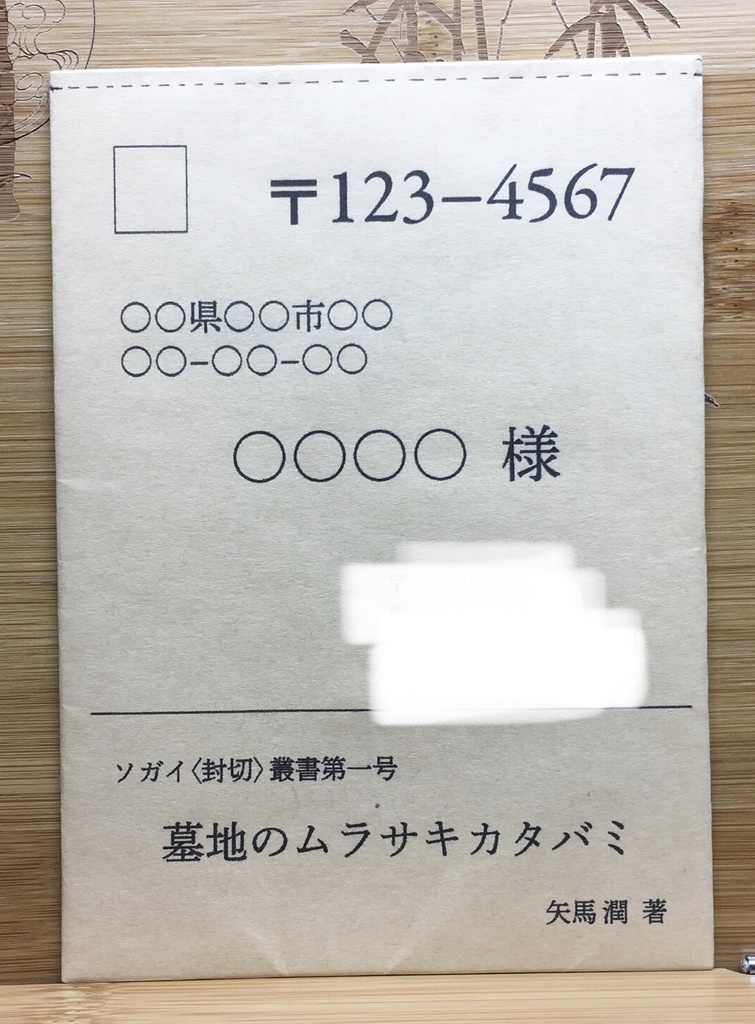 〒123-4567
○○県○○市○○
○○-○○-○○
○○○○ 様
ソガイ〈封切〉叢書第一号
墓地のムラサキカタバミ
矢馬潤 著